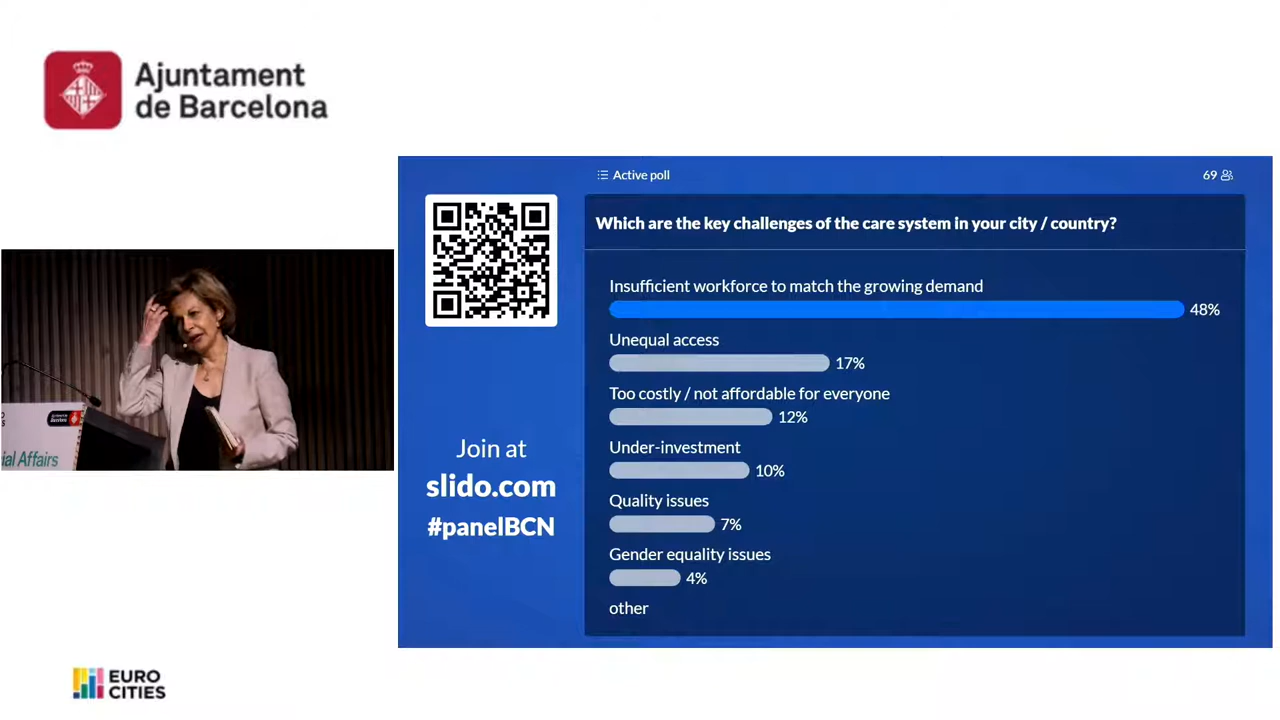 Ajuntament
de Barcelona
Active poll
69
Which are the key challenges of the care system in your city / country?
Insufficient workforce to match the growing demand
48%
Unequal access
17%
Too costly / not affordable for everyone
12%
Under-investment
10%
Quality issues
7%
Gender equality issues
4%
other
Join at
slido.com
#panelBCN
ial Affairs
EURO
CITIES